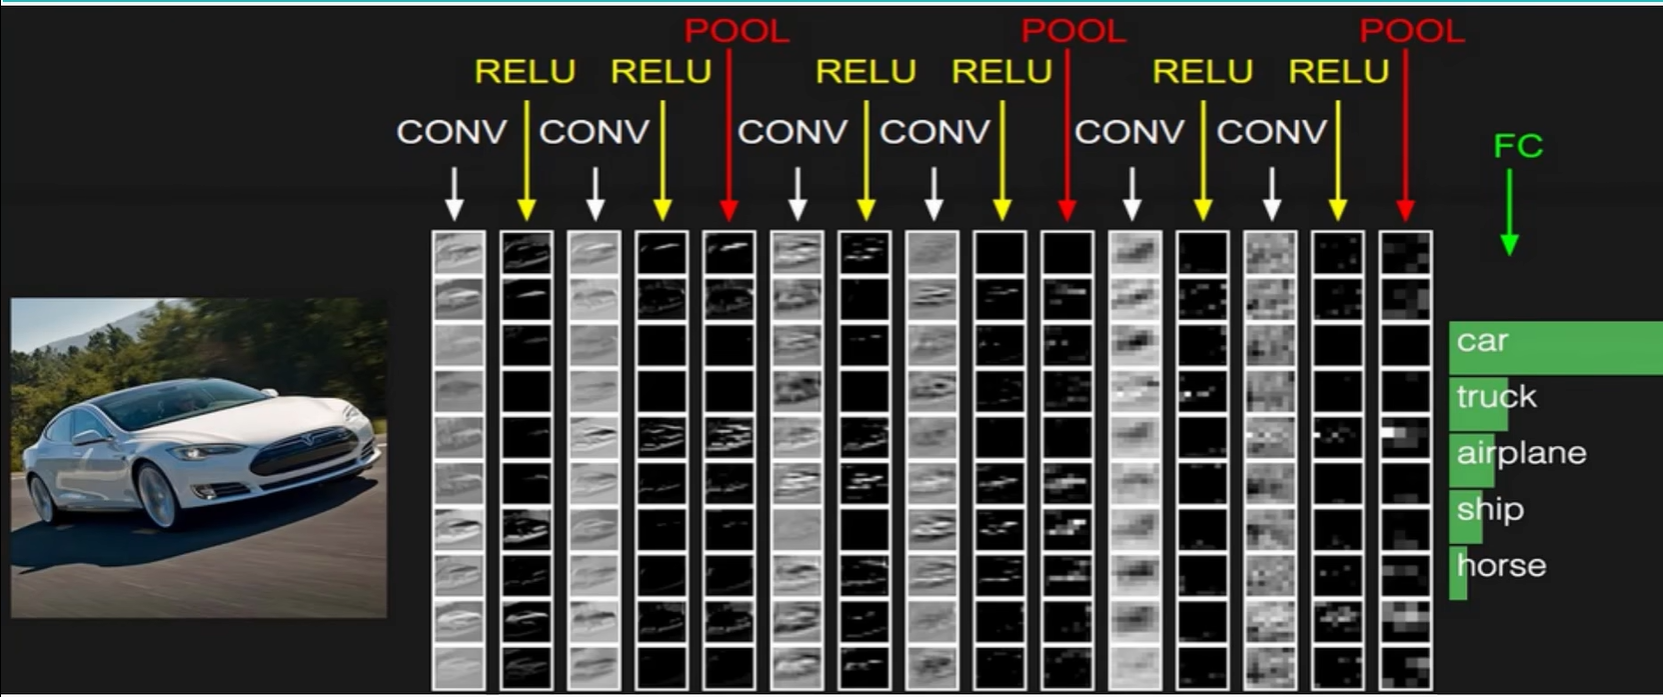 POOL POOL POOL
RELU RELU RELU RELU RELU RELU
CONV CONV CONV CONV CONV CONV
FC
car
truck
airplane
ship
horse